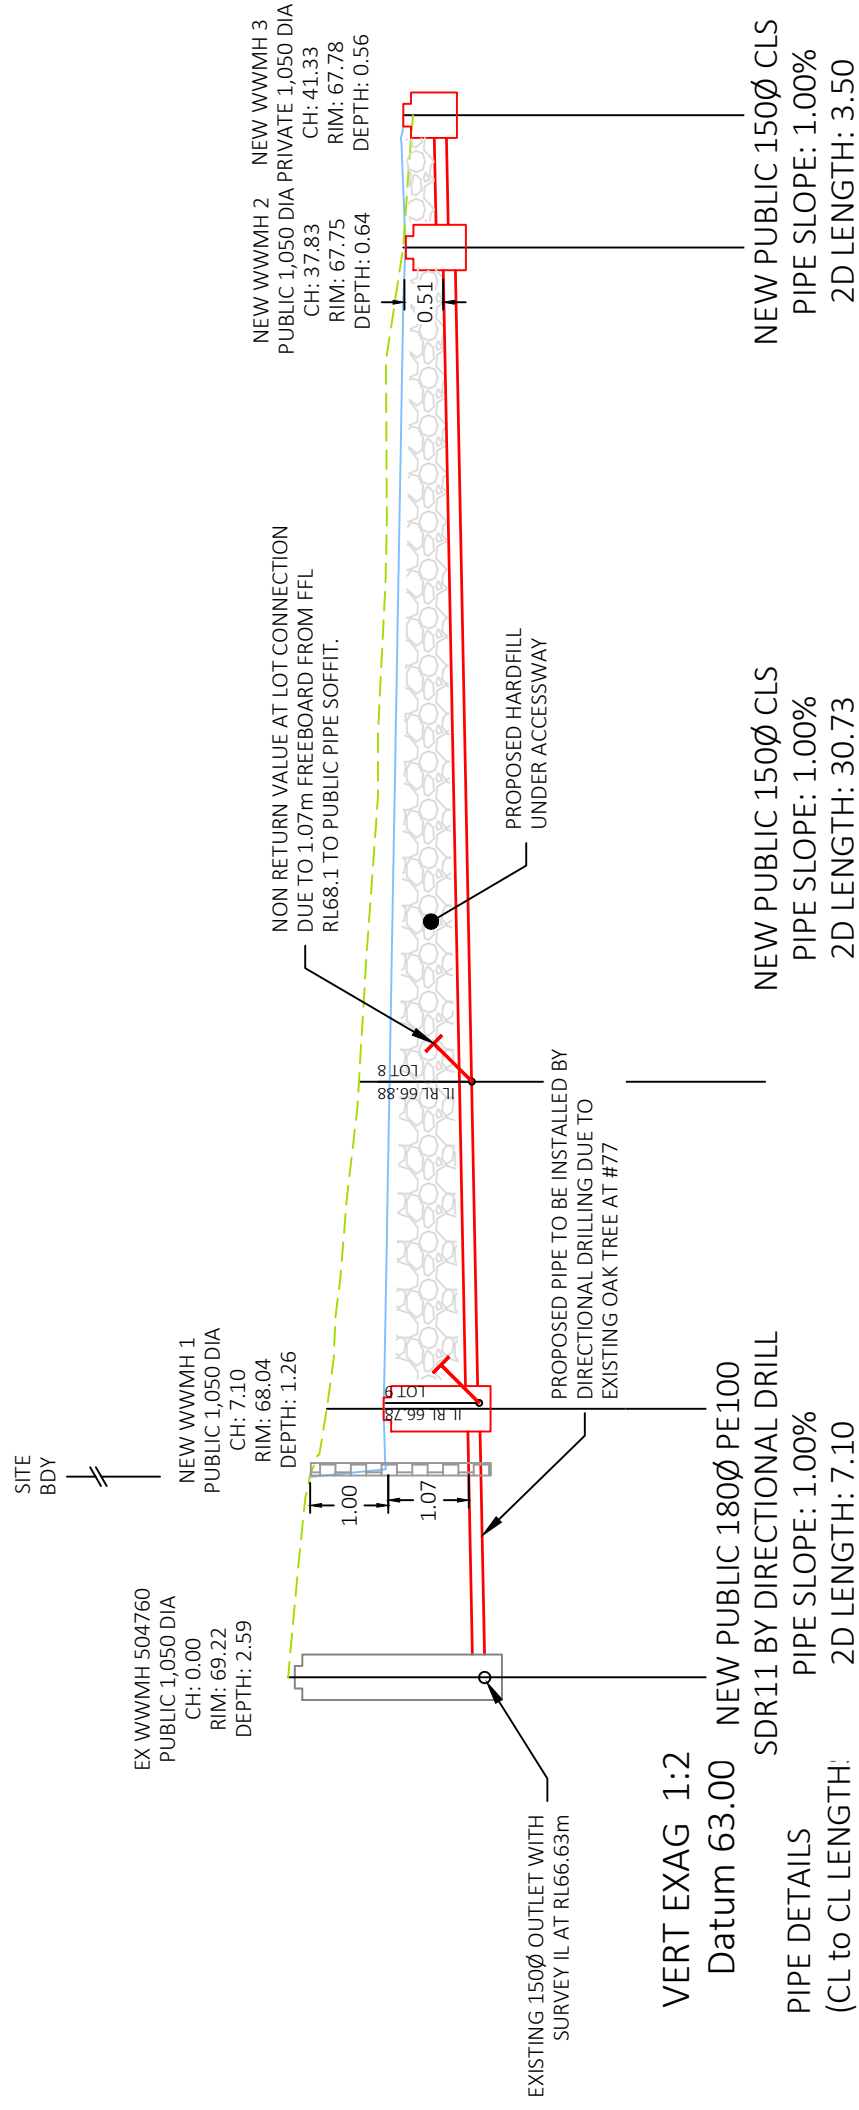 SITE
BDY
EX WWMH 504760
PUBLIC 1,050 DIA
CH: 0.00
RIM: 69.22
DEPTH: 2.59
NEW WWMH 1
PUBLIC 1,050 DIA
CH: 7.10
RIM: 68.04
DEPTH: 1.26
NEW WWMH 2
PUBLIC 1,050 DIA
CH: 37.83
RIM: 67.75
DEPTH: 0.64
NEW WWMH 3
PRIVATE 1,050 DIA
CH: 41.33
RIM: 67.78
DEPTH: 0.56
NON RETURN VALUE AT LOT CONNECTION
DUE TO 1.07m FREEBOARD FROM FFL
RL68.1 TO PUBLIC PIPE SOFFIT.
1.00
1.07
LOT 9
IL RL 66.78
LOT 8
IL RL 66.88
0.51
PROPOSED HARDFILL
UNDER ACCESSWAY
PROPOSED PIPE TO BE INSTALLED BY
DIRECTIONAL DRILLING DUE TO
EXISTING OAK TREE AT #77
EXISTING 150Ø OUTLET WITH
SURVEY IL AT RL66.63m
VERT EXAG 1:2
Datum 63.00
PIPE DETAILS
(CL to CL LENGTH:
NEW PUBLIC 180Ø PE100
SDR11 BY DIRECTIONAL DRILL
PIPE SLOPE: 1.00%
2D LENGTH: 7.10
NEW PUBLIC 150Ø CLS
PIPE SLOPE: 1.00%
2D LENGTH: 30.73
NEW PUBLIC 150Ø CLS
PIPE SLOPE: 1.00%
2D LENGTH: 3.50